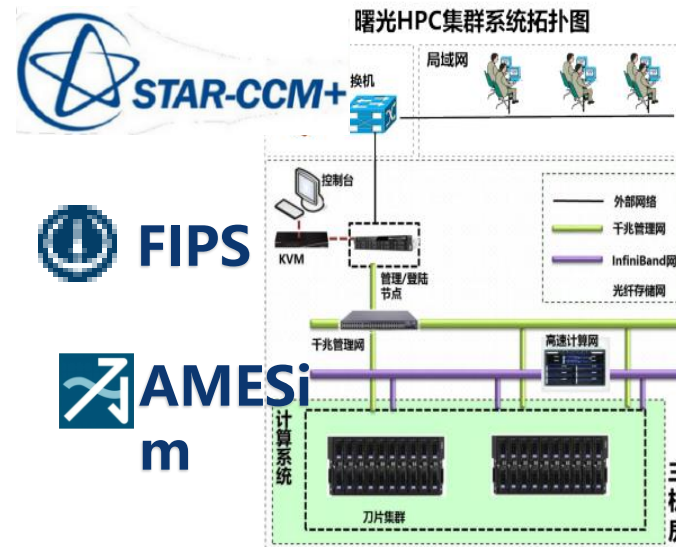 曙光HPC集群系统拓扑图
STAR-CCM+
换机
局域网
控制台
KVM
外部网络
千兆管理网
InfiniBand网
光纤存储网
FIPS
管理/登陆
节点
千兆管理网
高速计算网
AMESi
m
计算系统
刀片集群